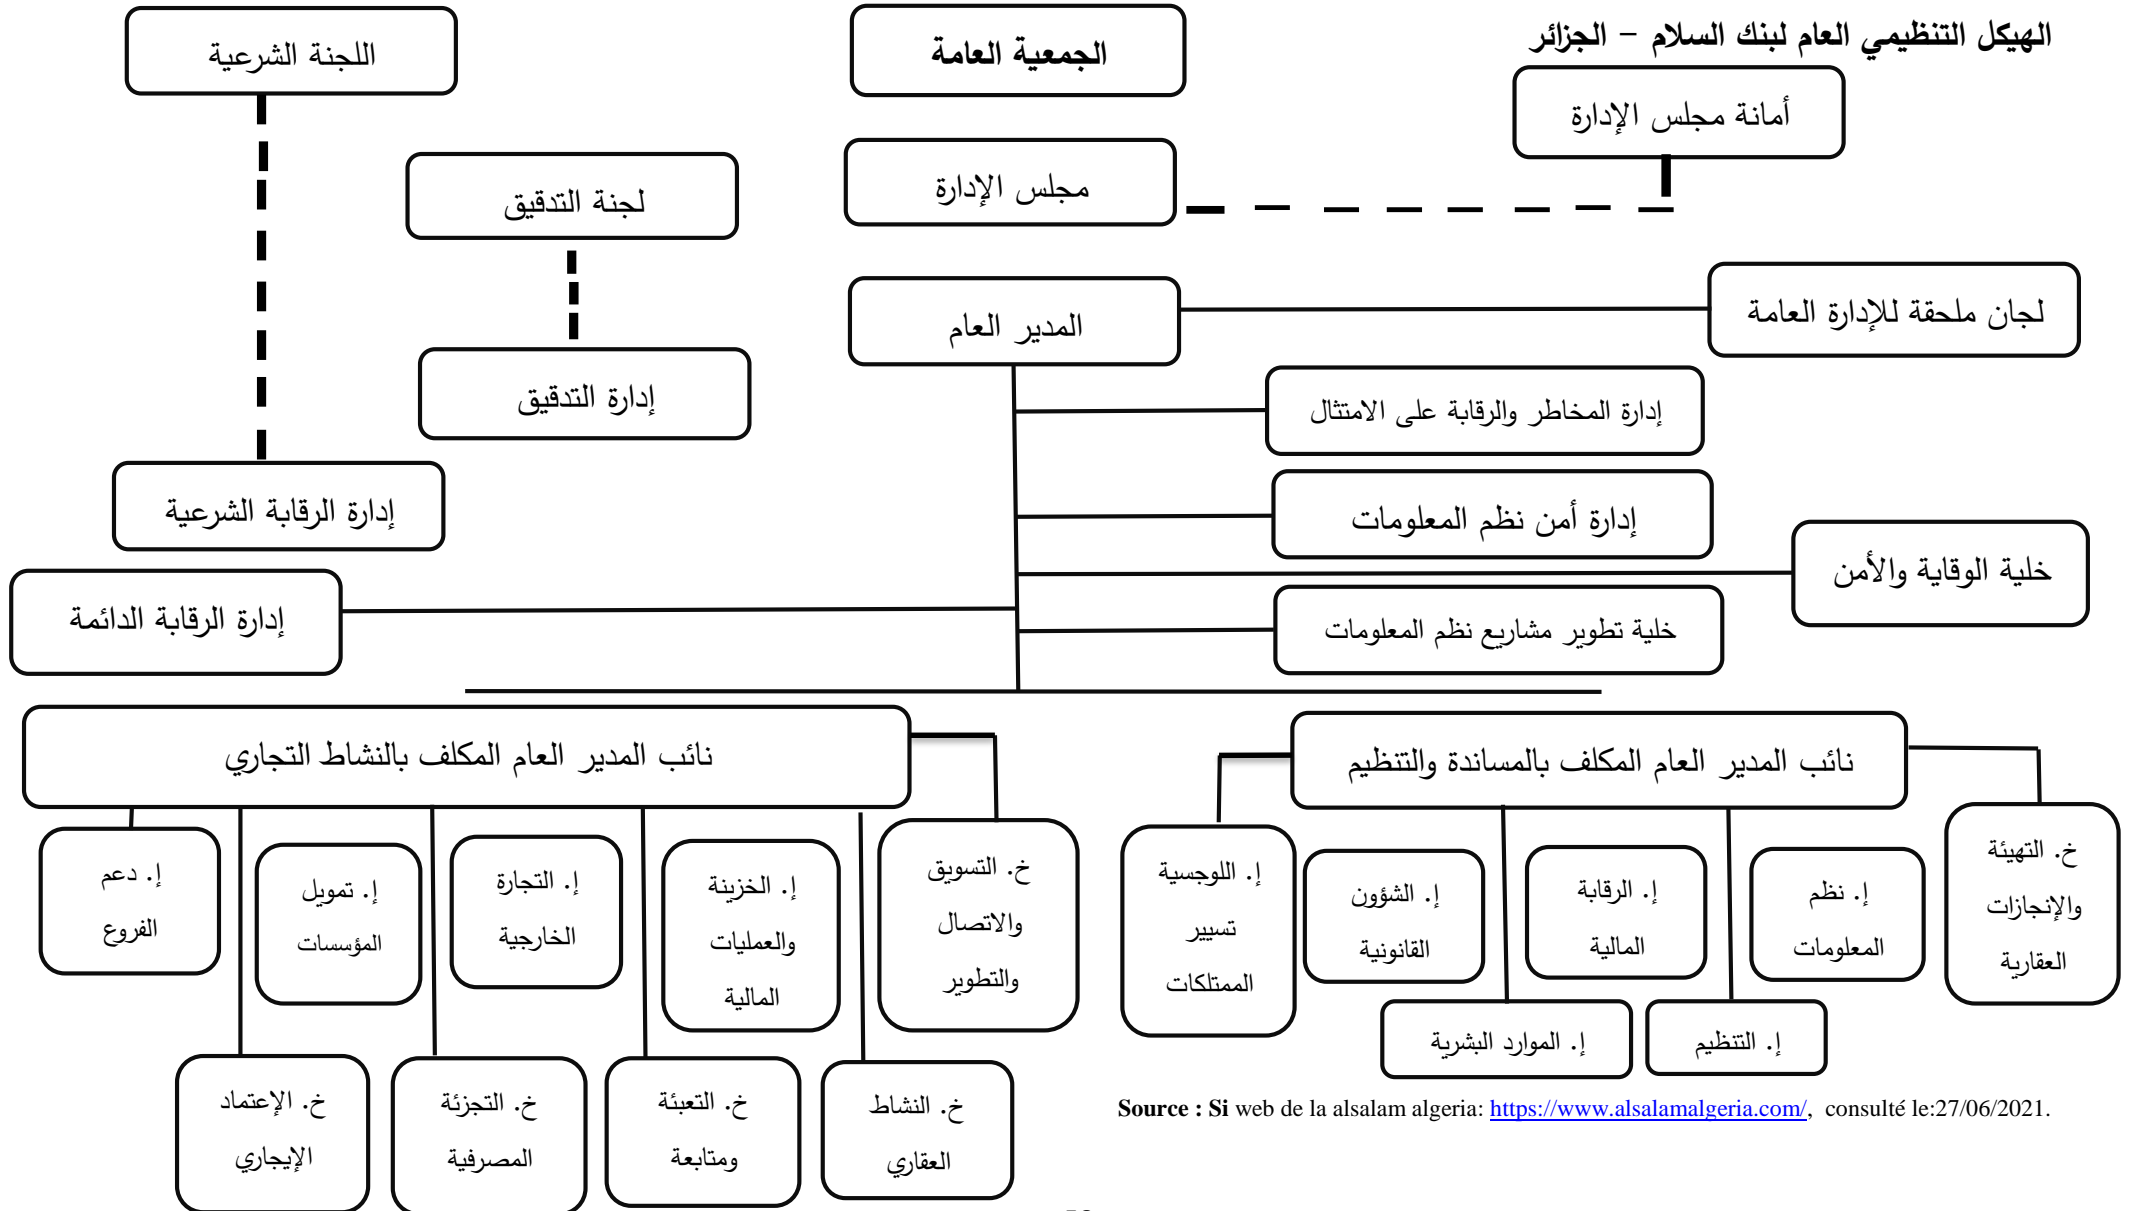 الهيكل التنظيمي العام لبنك السلام – الجزائر
الجمعية العامة
اللجنة الشرعية
أمانة مجلس الإدارة
مجلس الإدارة
لجنة التدقيق
لجان ملحقة للإدارة العامة
المدير العام
إدارة التدقيق
إدارة المخاطر والرقابة على الامتثال
إدارة أمن نظم المعلومات
إدارة الرقابة الشرعية
خلية الوقاية والأمن
إدارة الرقابة الدائمة
خلية تطوير مشاريع نظم المعلومات
نائب المدير العام المكلف بالمساندة والتنظيم
نائب المدير العام المكلف بالنشاط التجاري
خ. التهيئة
والإنجازات
العقارية
إ. نظم
المعلومات
إ. الرقابة
المالية
إ. الشؤون
القانونية
إ. اللوجسية
تسيير
الممتلكات
إ. التنظيم
إ. الموارد البشرية
خ. التسويق
والاتصال
والتطوير
إ. الخزينة
والعمليات
المالية
إ. التجارة
الخارجية
إ. تمويل
المؤسسات
إ. دعم
الفروع
خ. النشاط
العقاري
خ. التعبئة
ومتابعة
خ. التجزئة
المصرفية
خ. الإعتماد
الإيجاري
Source : Si web de la alsalam algeria: https://www.alsalamalgeria.com/, consulté le:27/06/2021.